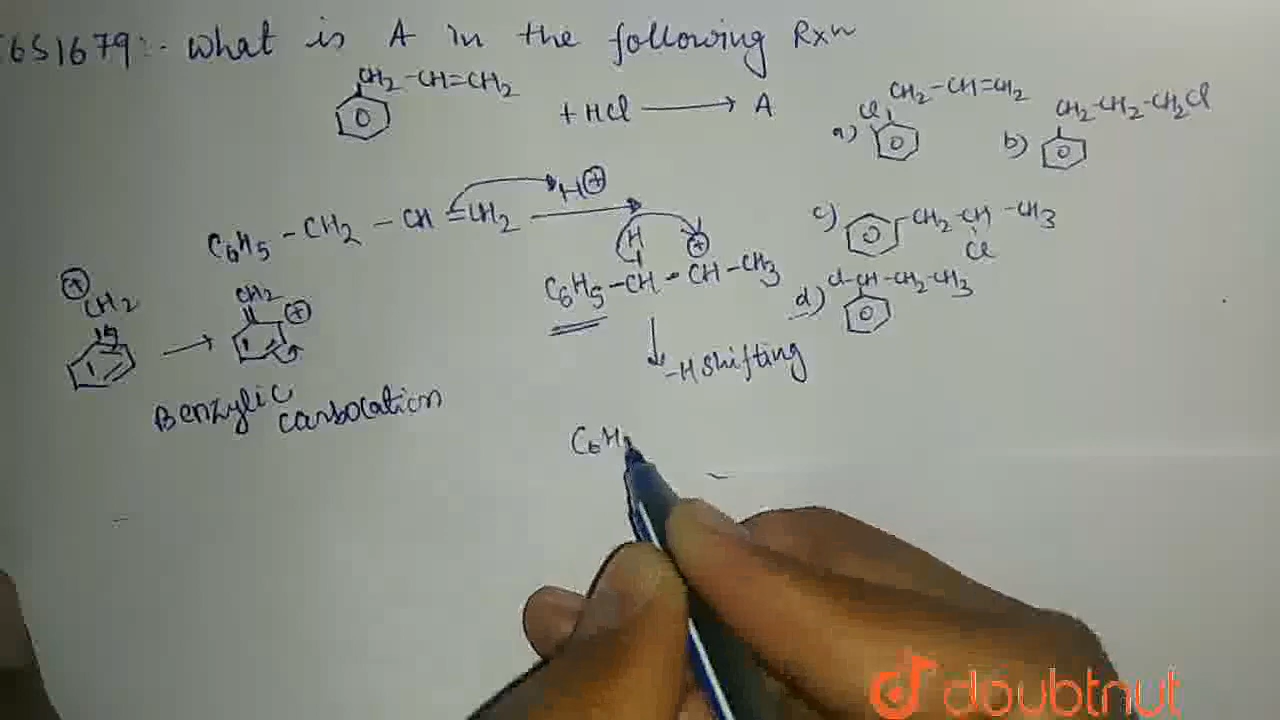 6S1679:- What is A in the following Rxn
CH2-CH=CH2
+ HCl → A
a) Cl CH2-CH=CH2
b) CH2-CH2-CH2Cl
C6H5-CH2-CH=CH2 → H⊕
c) CH2-CH-CH3
Cl
H ⊕
C6H5-CH-CH-CH3
d) Cl-CH-CH2-CH3
⊕CH2 → CH2 ⊕
-H shifting
Benzylic
carbocation
C6H
doubtnut